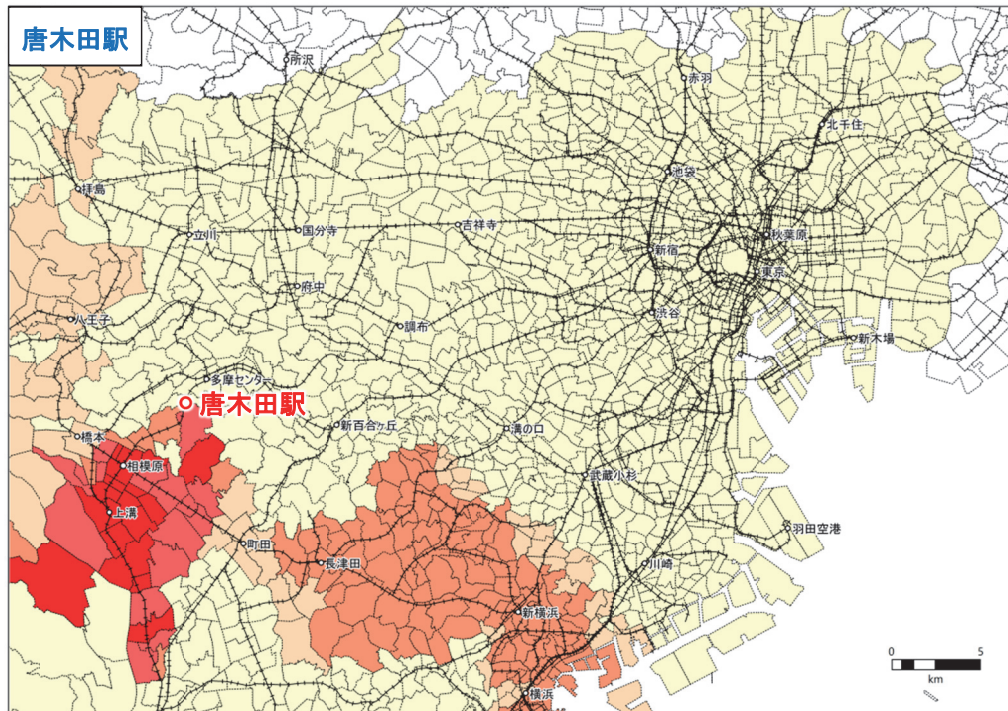 唐木田駅
所沢
赤羽
北千住
池袋
拝島
立川
国分寺
吉祥寺
新宿
秋葉原
東京
府中
八王子
調布
渋谷
新木場
多摩センター
唐木田駅
新百合ヶ丘
溝の口
橋本
相模原
武蔵小杉
上溝
羽田空港
町田
長津田
川崎
新横浜
0 5
km
横浜